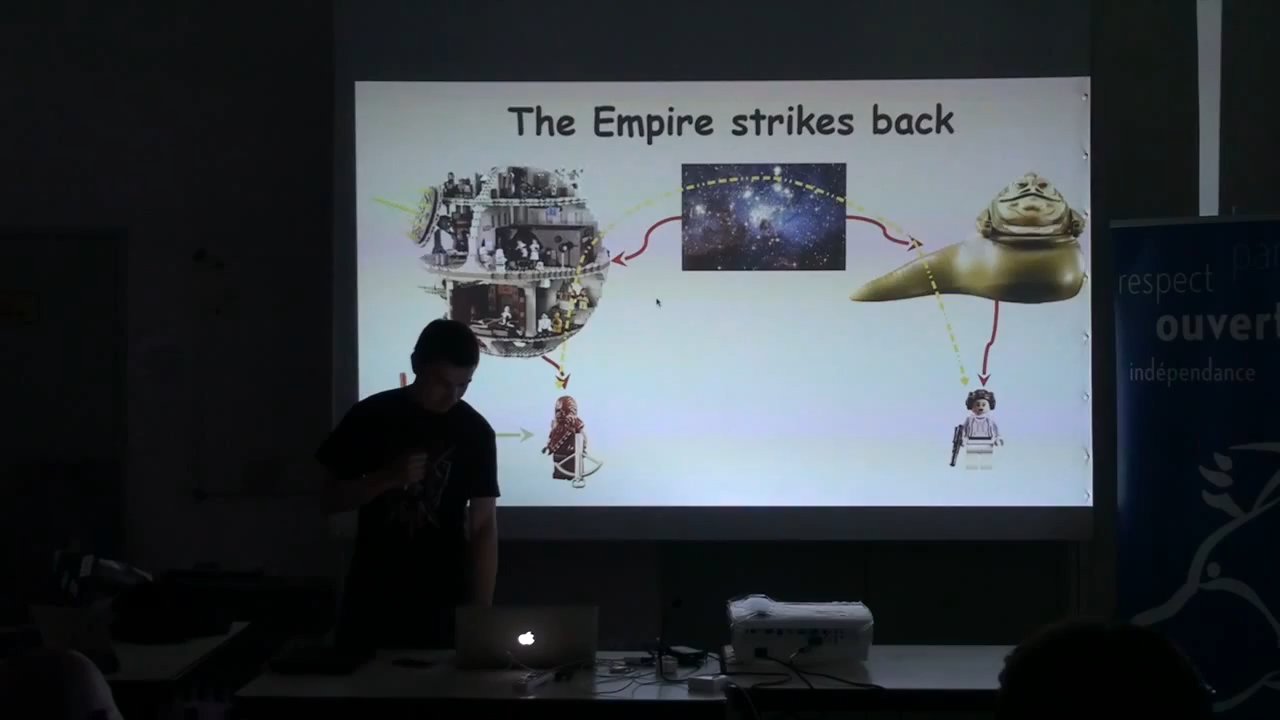 The Empire strikes back
respect
ouver
indépendance